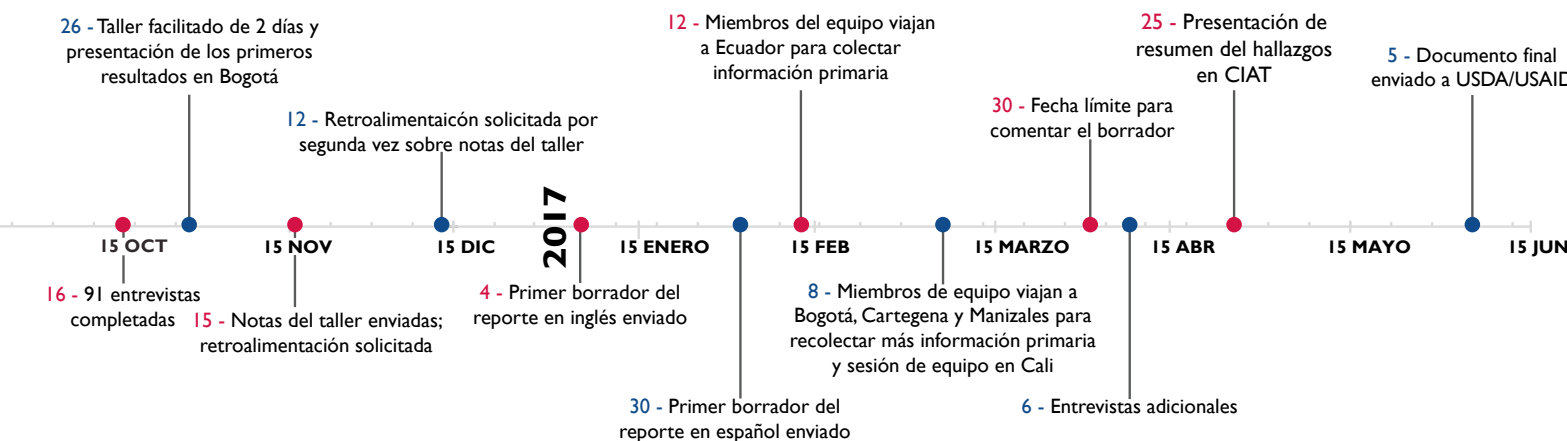 26 - Taller facilitado de 2 días y
presentación de los primeros
resultados en Bogotá
12 - Retroalimentaicón solicitada por
segunda vez sobre notas del taller
12 - Miembros del equipo viajan
a Ecuador para colectar
información primaria
30 - Fecha límite para
comentar el borrador
25 - Presentación de
resumen del hallazgos
en CIAT
5 - Documento final
enviado a USDA/USAID
2017
15 OCT
15 NOV
15 DIC
15 ENERO
15 FEB
15 MARZO
15 ABR
15 MAYO
15 JUN
16 - 91 entrevistas
completadas
15 - Notas del taller enviadas;
retroalimentación solicitada
4 - Primer borrador del
reporte en inglés enviado
30 - Primer borrador del
reporte en español enviado
8 - Miembros de equipo viajan a
Bogotá, Cartegena y Manizales para
recolectar más información primaria
y sesión de equipo en Cali
6 - Entrevistas adicionales